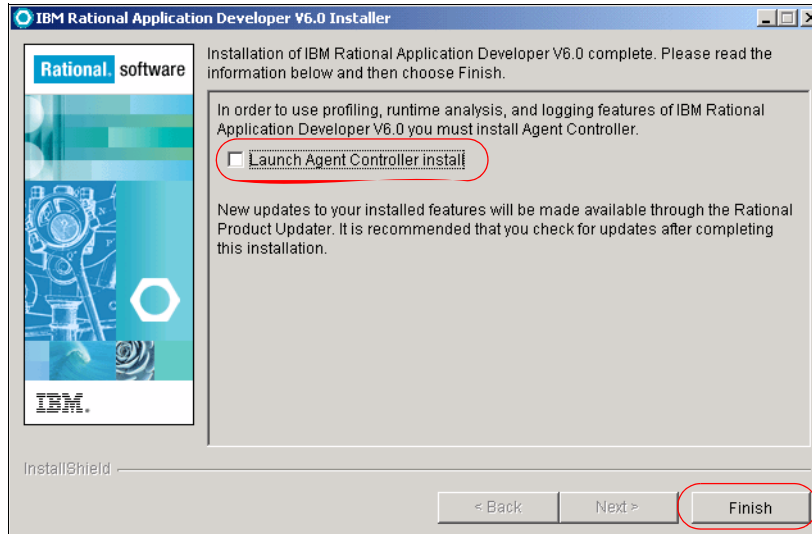 IBM Rational Application Developer V6.0 Installer
Rational. software
Installation of IBM Rational Application Developer V6.0 complete. Please read the
information below and then choose Finish.
In order to use profiling, runtime analysis, and logging features of IBM Rational
Application Developer V6.0 you must install Agent Controller.
Launch Agent Controller install
New updates to your installed features will be made available through the Rational
Product Updater. It is recommended that you check for updates after completing
this installation.
IBM.
InstallShield
< Back
Next >
Finish